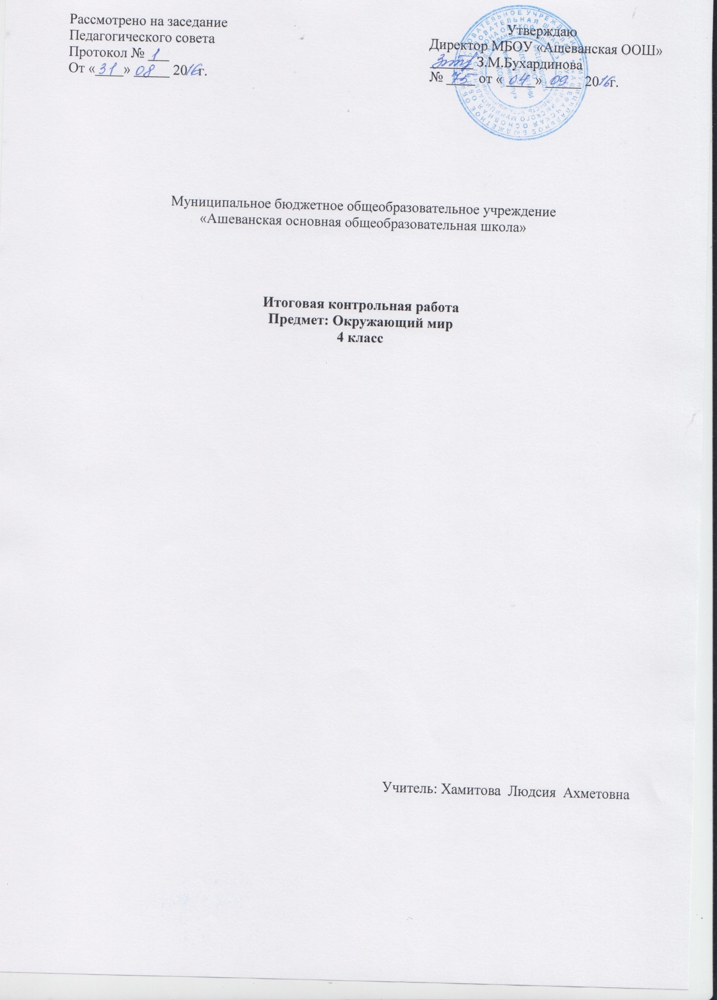 Рассмотрено на заседание
Педагогического совета
Протокол № 1
От «31» 08 2016г.
Утверждаю
Директор МБОУ «Ашеванская ООШ»
З.М.Бухардинова
№ 75 от « 04 » 09 2016г.
Муниципальное бюджетное общеобразовательное учреждение
«Ашеванская основная общеобразовательная школа»
Итоговая контрольная работа
Предмет: Окружающий мир
4 класс
Учитель: Хамитова Людсия Ахметовна